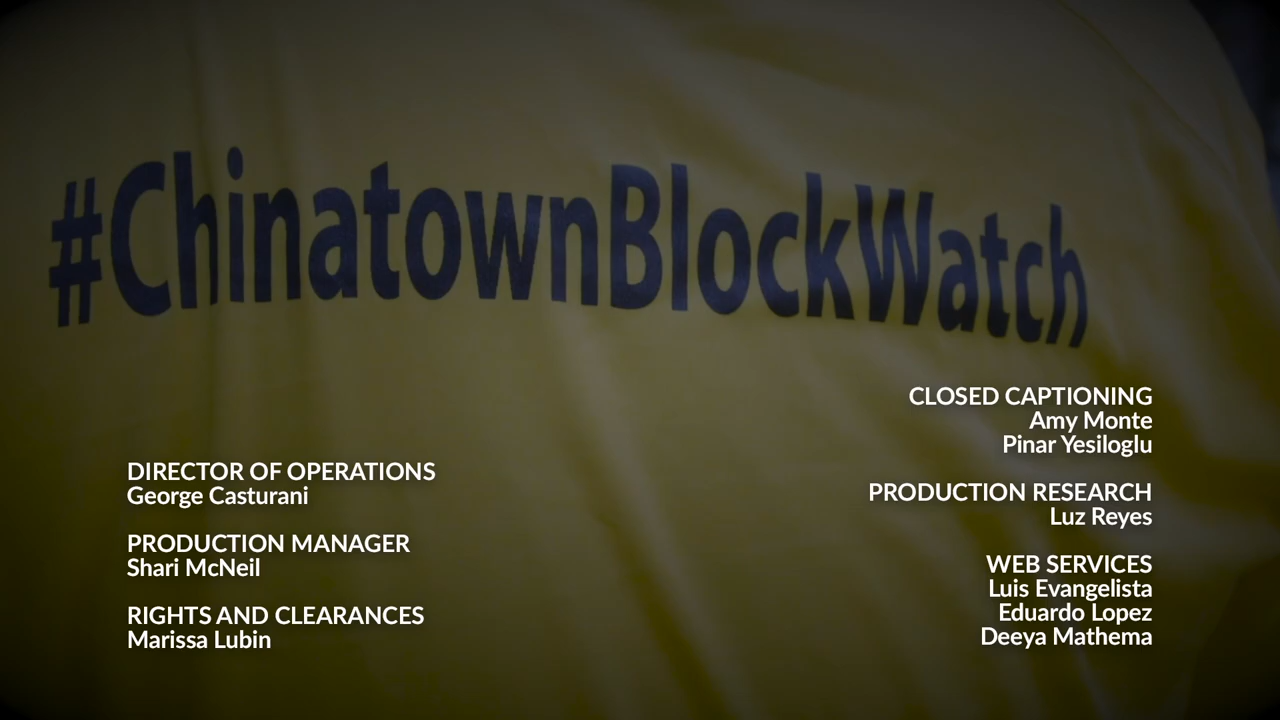 #ChinatownBlockWatch
DIRECTOR OF OPERATIONS
George Casturani
PRODUCTION MANAGER
Shari McNeil
RIGHTS AND CLEARANCES
Marissa Lubin
CLOSED CAPTIONING
Amy Monte
Pinar Yesiloglu
PRODUCTION RESEARCH
Luz Reyes
WEB SERVICES
Luis Evangelista
Eduardo Lopez
Deeya Mathema